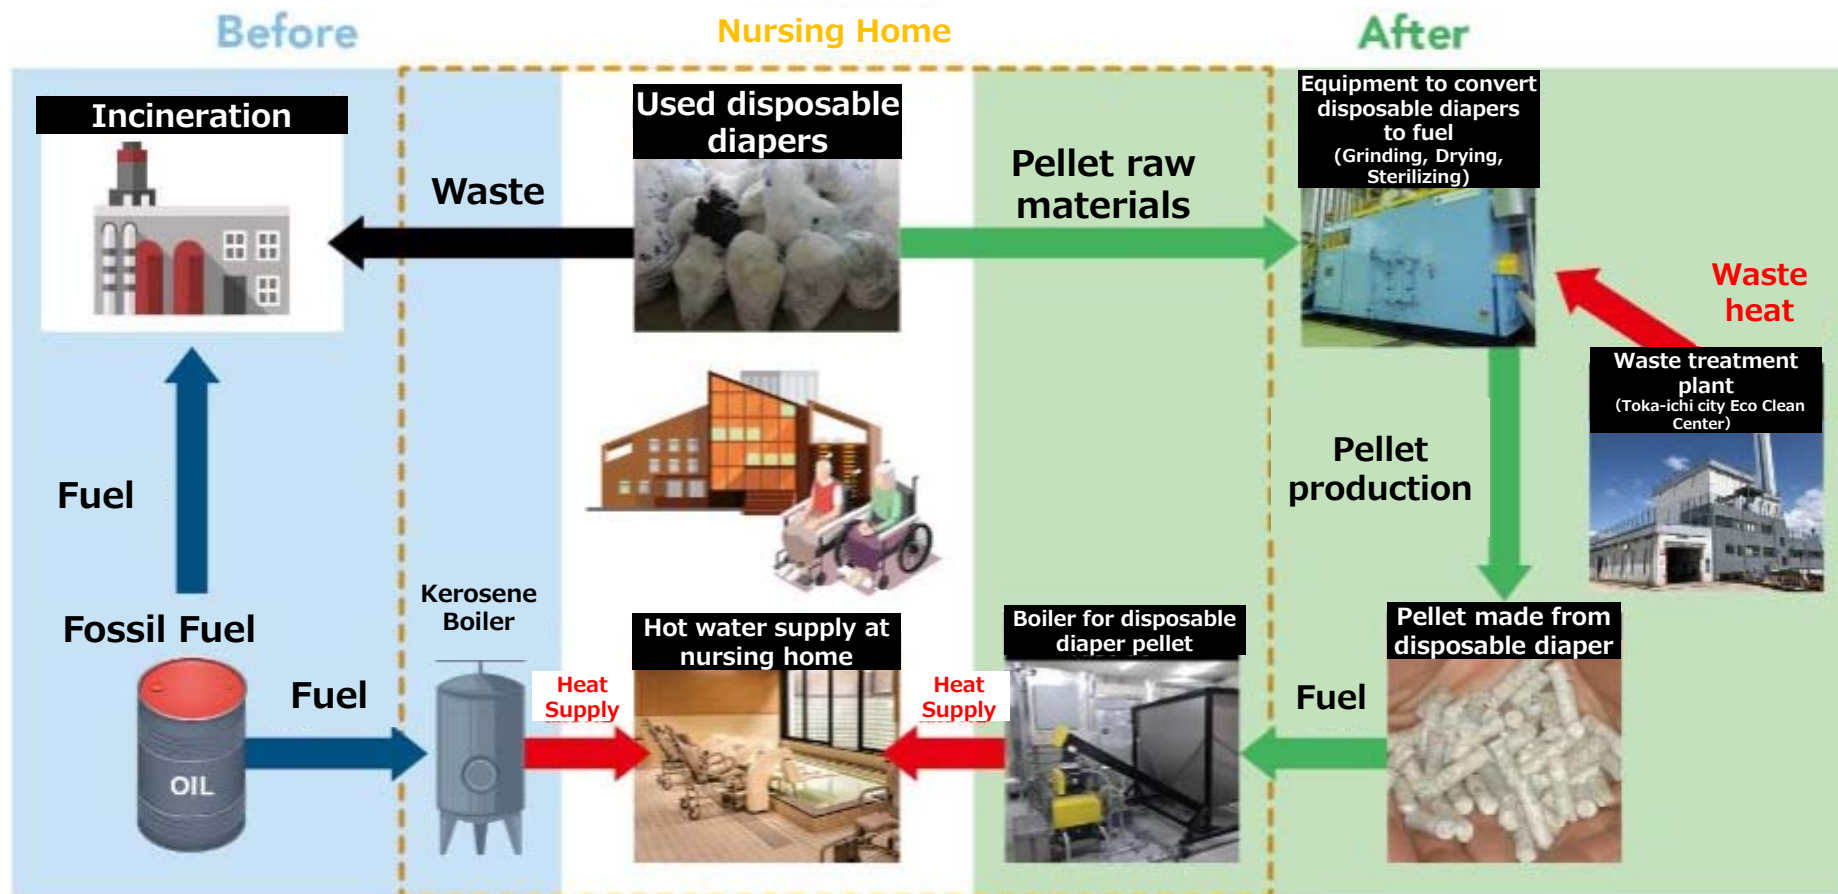 Before
Nursing Home
After
Incineration
Used disposable
diapers
Equipment to convert
disposable diapers
to fuel
(Grinding, Drying,
Sterilizing)
Waste
Pellet raw
materials
Waste
heat
Waste treatment
plant
（Toka-ichi city Eco Clean
Center）
Fuel
Pellet
production
Fossil Fuel
Kerosene
Boiler
Hot water supply at
nursing home
Boiler for disposable
diaper pellet
Pellet made from
disposable diaper
Fuel
Heat
Supply
Heat
Supply
Fuel
OIL